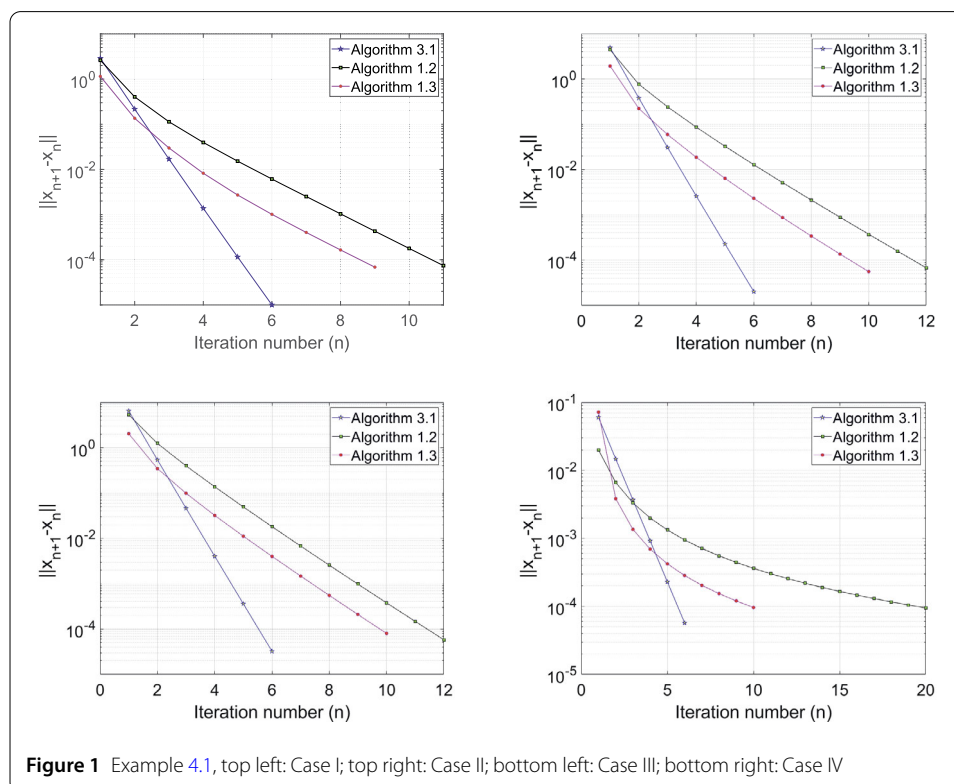 Algorithm 3.1
Algorithm 1.2
Algorithm 1.3
10^0
10^-2
10^-4
||x_{n+1}-x_n||
2 4 6 8 10
Iteration number (n)
Algorithm 3.1
Algorithm 1.2
Algorithm 1.3
10^0
10^-2
10^-4
||x_{n+1}-x_n||
0 2 4 6 8 10 12
Iteration number (n)
Algorithm 3.1
Algorithm 1.2
Algorithm 1.3
10^0
10^-2
10^-4
||x_{n+1}-x_n||
0 2 4 6 8 10 12
Iteration number (n)
Algorithm 3.1
Algorithm 1.2
Algorithm 1.3
10^-1
10^-2
10^-3
10^-4
10^-5
||x_{n+1}-x_n||
0 5 10 15 20
Iteration number (n)
Figure 1 Example 4.1, top left: Case I; top right: Case II; bottom left: Case III; bottom right: Case IV